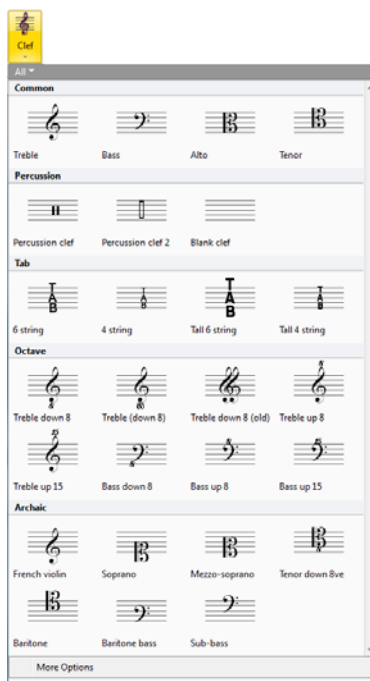 Clef
All
Common
Treble Bass Alto Tenor
Percussion
Percussion clef Percussion clef 2 Blank clef
Tab
T A B T A B T A B T A B
6 string 4 string Tall 6 string Tall 4 string
Octave
Treble down 8 Treble (down 8) Treble down 8 (old) Treble up 8
Treble up 15 Bass down 8 Bass up 8 Bass up 15
Archaic
French violin Soprano Mezzo-soprano Tenor down 8ve
Baritone Baritone bass Sub-bass
More Options